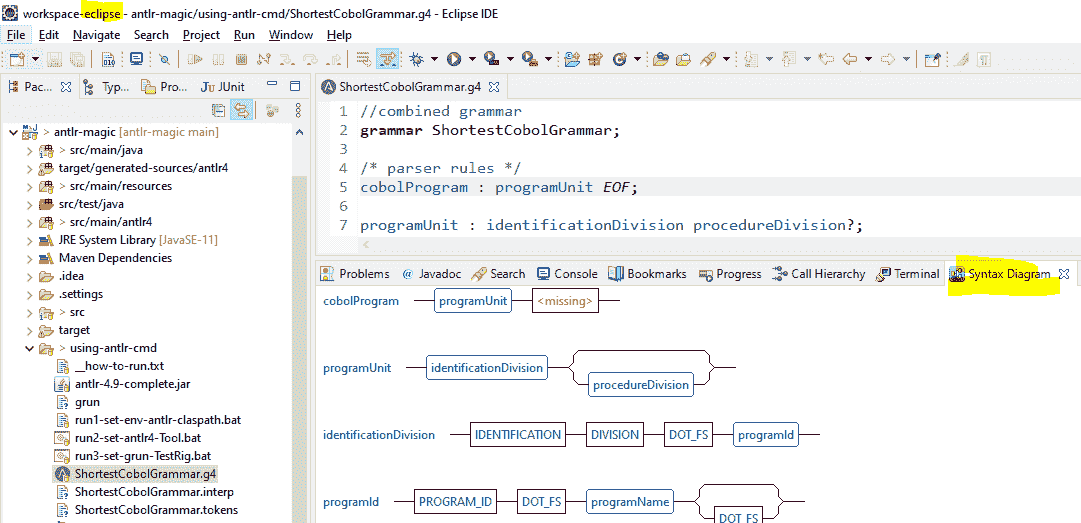 workspace-eclipse - antlr-magic/using-antlr-cmd/ShortestCobolGrammar.g4 - Eclipse IDE
File Edit Navigate Search Project Run Window Help
Pac... Typ... Pro... JUnit
antlr-magic [antlr-magic main]
src/main/java
target/generated-sources/antlr4
src/main/resources
src/test/java
src/main/antlr4
JRE System Library [JavaSE-11]
Maven Dependencies
.idea
.settings
src
target
using-antlr-cmd
__how-to-run.txt
antlr-4.9-complete.jar
grun
run1-set-env-antlr-claspath.bat
run2-set-antlr4-Tool.bat
run3-set-grun-TestRig.bat
ShortestCobolGrammar.g4
ShortestCobolGrammar.interp
ShortestCobolGrammar.tokens
ShortestCobolGrammar.g4
1 //combined grammar
2 grammar ShortestCobolGrammar;
3
4 /* parser rules */
5 cobolProgram : programUnit EOF;
6
7 programUnit : identificationDivision procedureDivision?;
Problems @ Javadoc Search Console Bookmarks Progress Call Hierarchy Terminal Syntax Diagram
cobolProgram programUnit <missing>
programUnit identificationDivision
procedureDivision
identificationDivision IDENTIFICATION DIVISION DOT_FS programId
programId PROGRAM_ID DOT_FS programName
DOT_FS